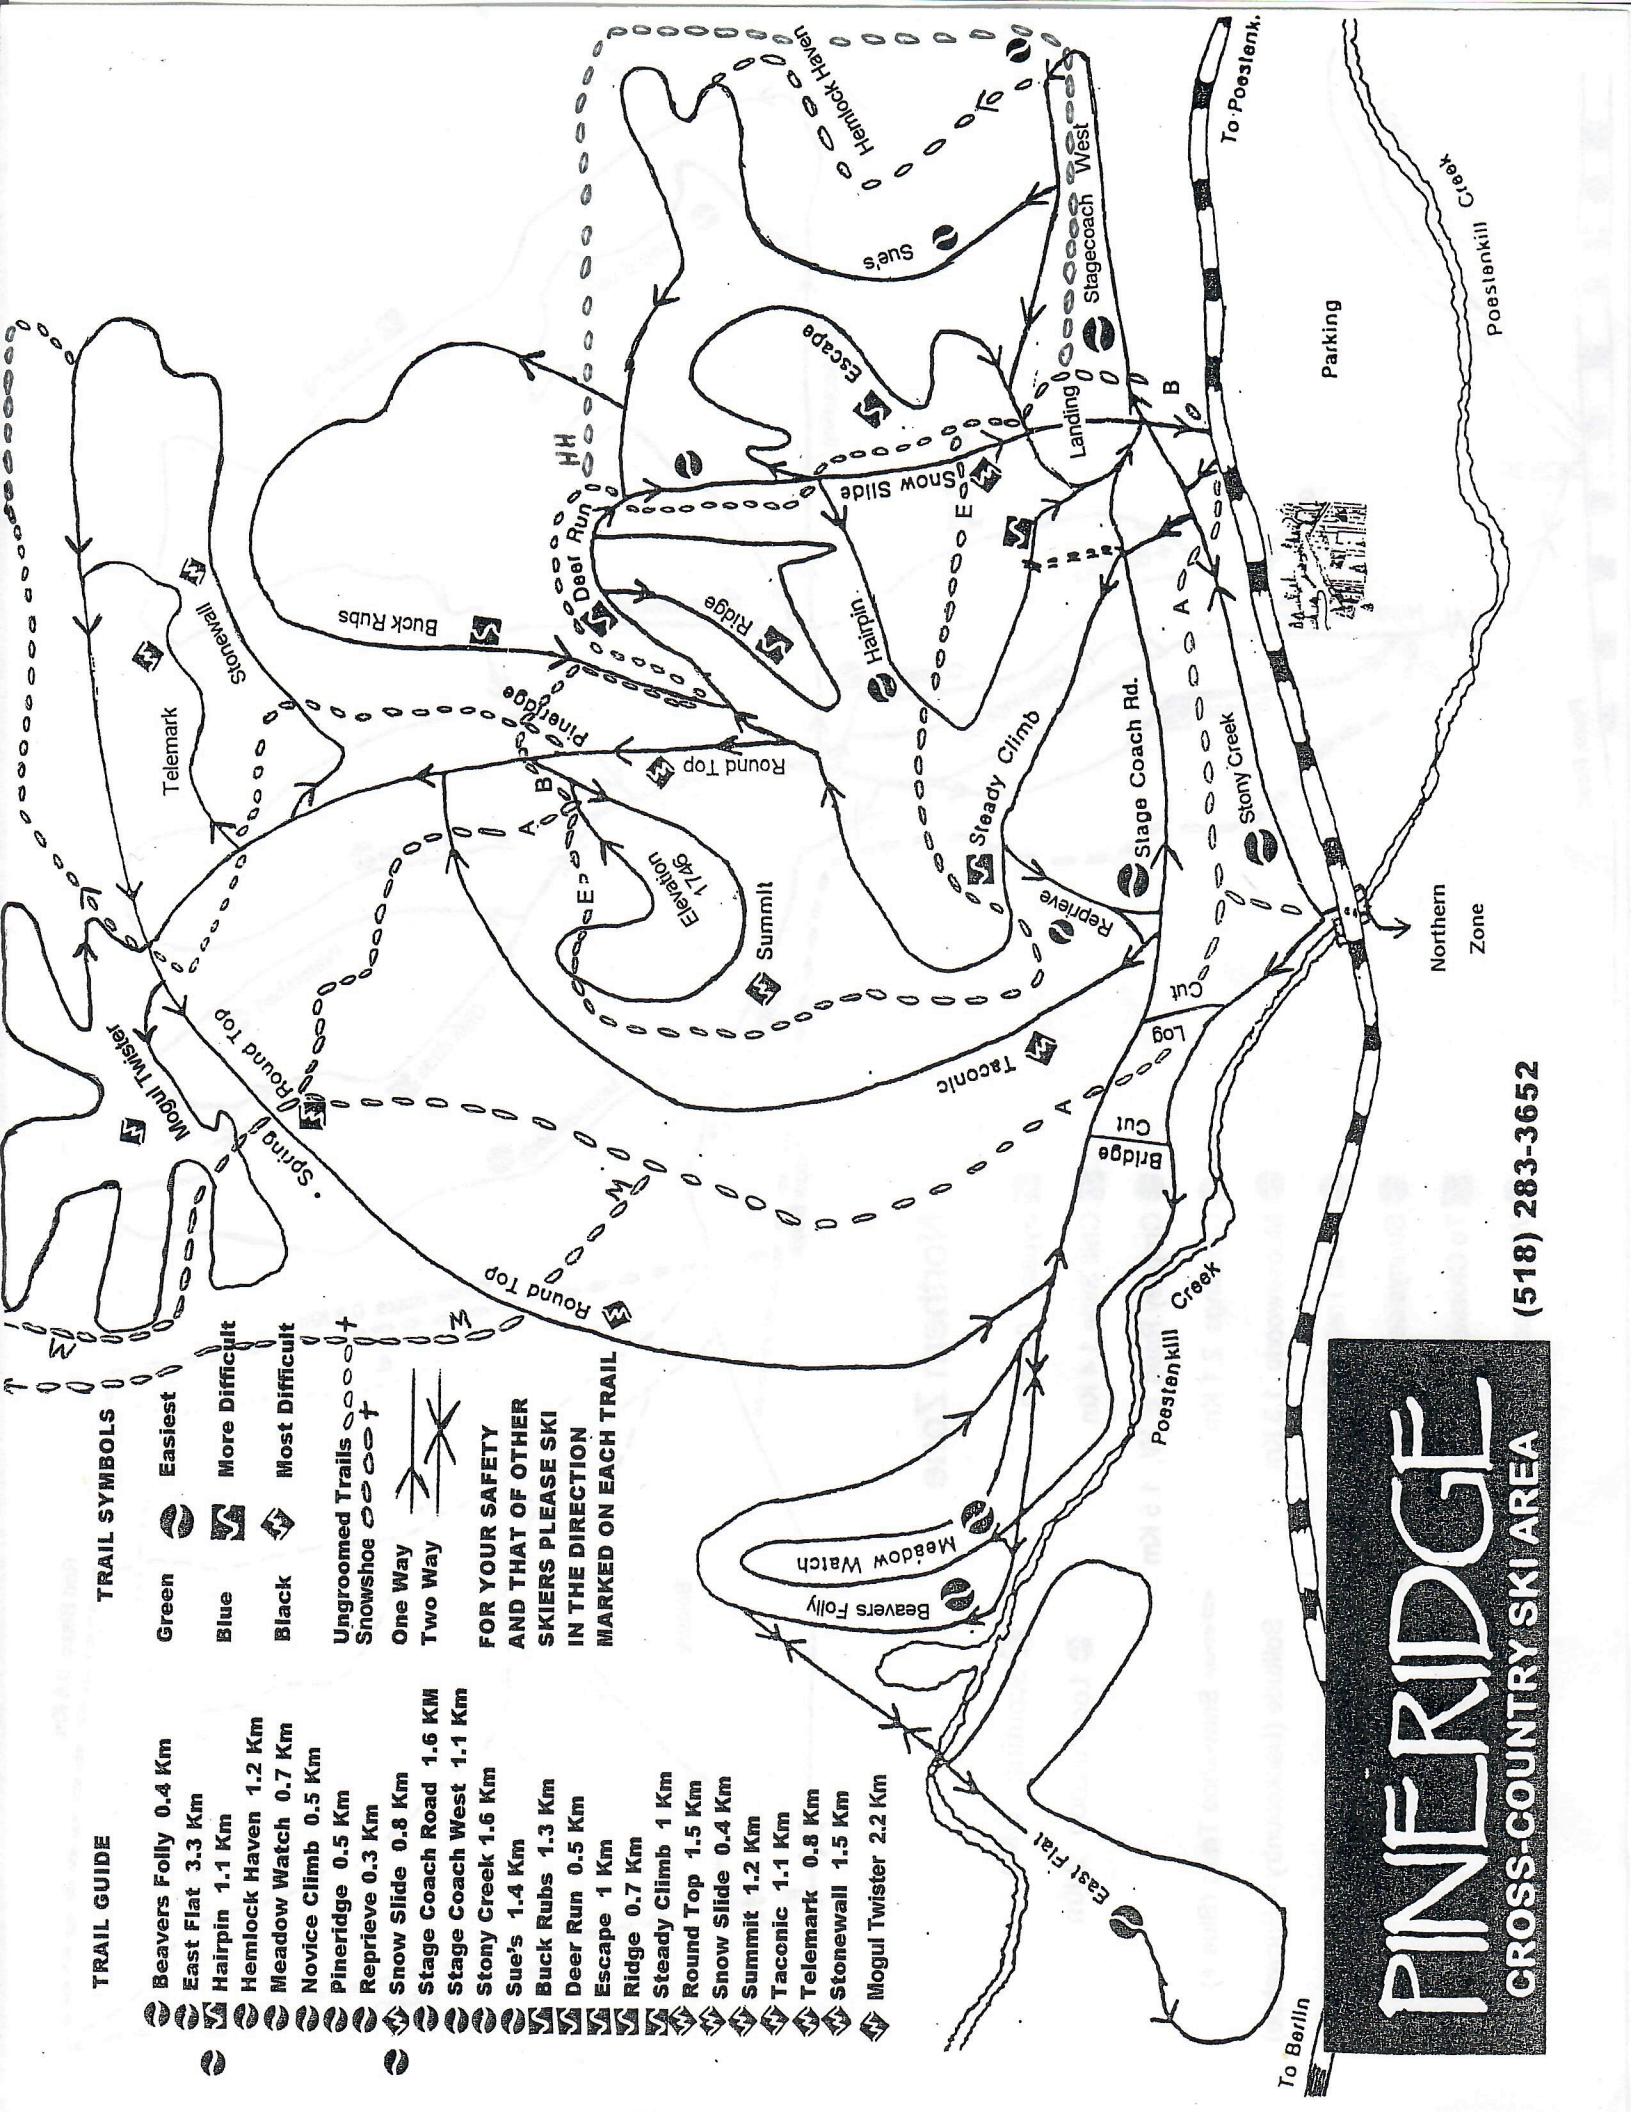 TRAIL GUIDE
Beavers Folly 0.4 Km
East Flat 3.3 Km
Hairpin 1.1 Km
Hemlock Haven 1.2 Km
Meadow Watch 0.7 Km
Novice Climb 0.5 Km
Pineridge 0.5 Km
Reprieve 0.3 Km
Snow Slide 0.8 Km
Stage Coach Road 1.6 KM
Stage Coach West 1.1 Km
Stony Creek 1.6 Km
Sue's 1.4 Km
Buck Rubs 1.3 Km
Deer Run 0.5 Km
Escape 1 Km
Ridge 0.7 Km
Steady Climb 1 Km
Round Top 1.5 Km
Snow Slide 0.4 Km
Summit 1.2 Km
Taconic 1.1 Km
Telemark 0.8 Km
Stonewall 1.5 Km
Mogul Twister 2.2 Km
TRAIL SYMBOLS
Green Easiest
Blue More Difficult
Black Most Difficult
Ungroomed Trails
Snowshoe
One Way
Two Way
FOR YOUR SAFETY
AND THAT OF OTHER
SKIERS PLEASE SKI
IN THE DIRECTION
MARKED ON EACH TRAIL
Mogul Twister
Spring
Round Top
Round Top
Round Top
Round Top
Telemark
Stonewall
Buck Rubs
Pineridge
Deer Run
HH
Hemlock Haven
Sue's
Escape
Snow Slide
Ridge
Hairpin
Elevation
1746
Summit
Steady Climb
Reprieve
Taconic
Landing
Stagecoach West
Stage Coach Rd.
Stony Creek
Log Cut
Bridge Cut
A
A
A
B
B
E
E
M
M
M
Meadow Watch
Beavers Folly
East Flat
Poestenkill Creek
Poestenkill Creek
Northern
Zone
Parking
To Poestenk.
To Berlin
PINERIDGE
CROSS-COUNTRY SKI AREA
(518) 283-3652